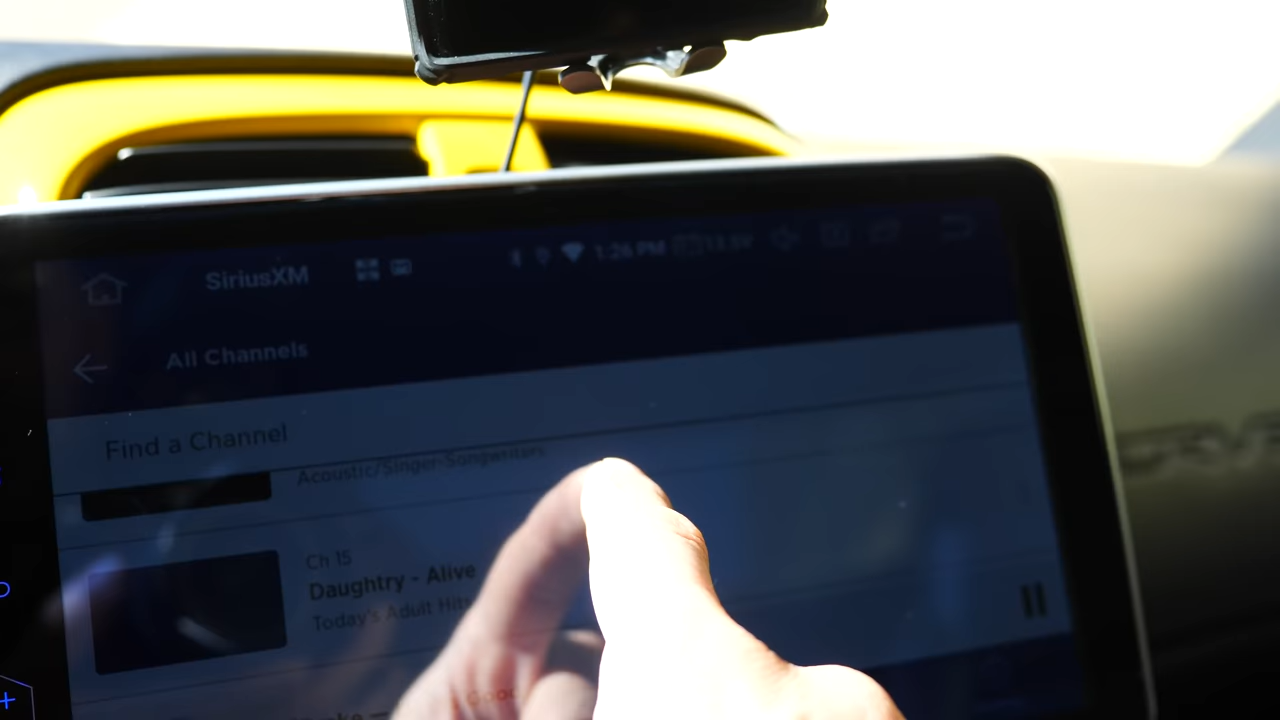 SiriusXM
1:26 PM
All Channels
Find a Channel
Acoustic/Singer-Songwriters
Ch 15
Daughtry - Alive
Today's Adult Hits